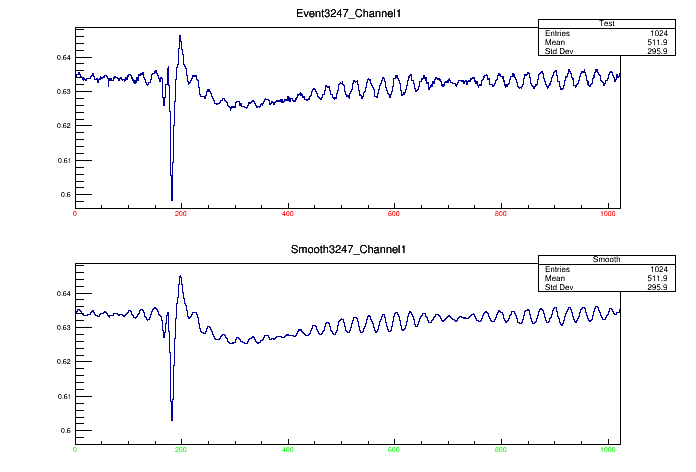 Event3247_Channel1
Test
Entries 1024
Mean 511.9
Std Dev 295.9
0.64
0.63
0.62
0.61
0.6
0 200 400 600 800 1000
Smooth3247_Channel1
Smooth
Entries 1024
Mean 511.9
Std Dev 295.9
0.64
0.63
0.62
0.61
0.6
0 200 400 600 800 1000